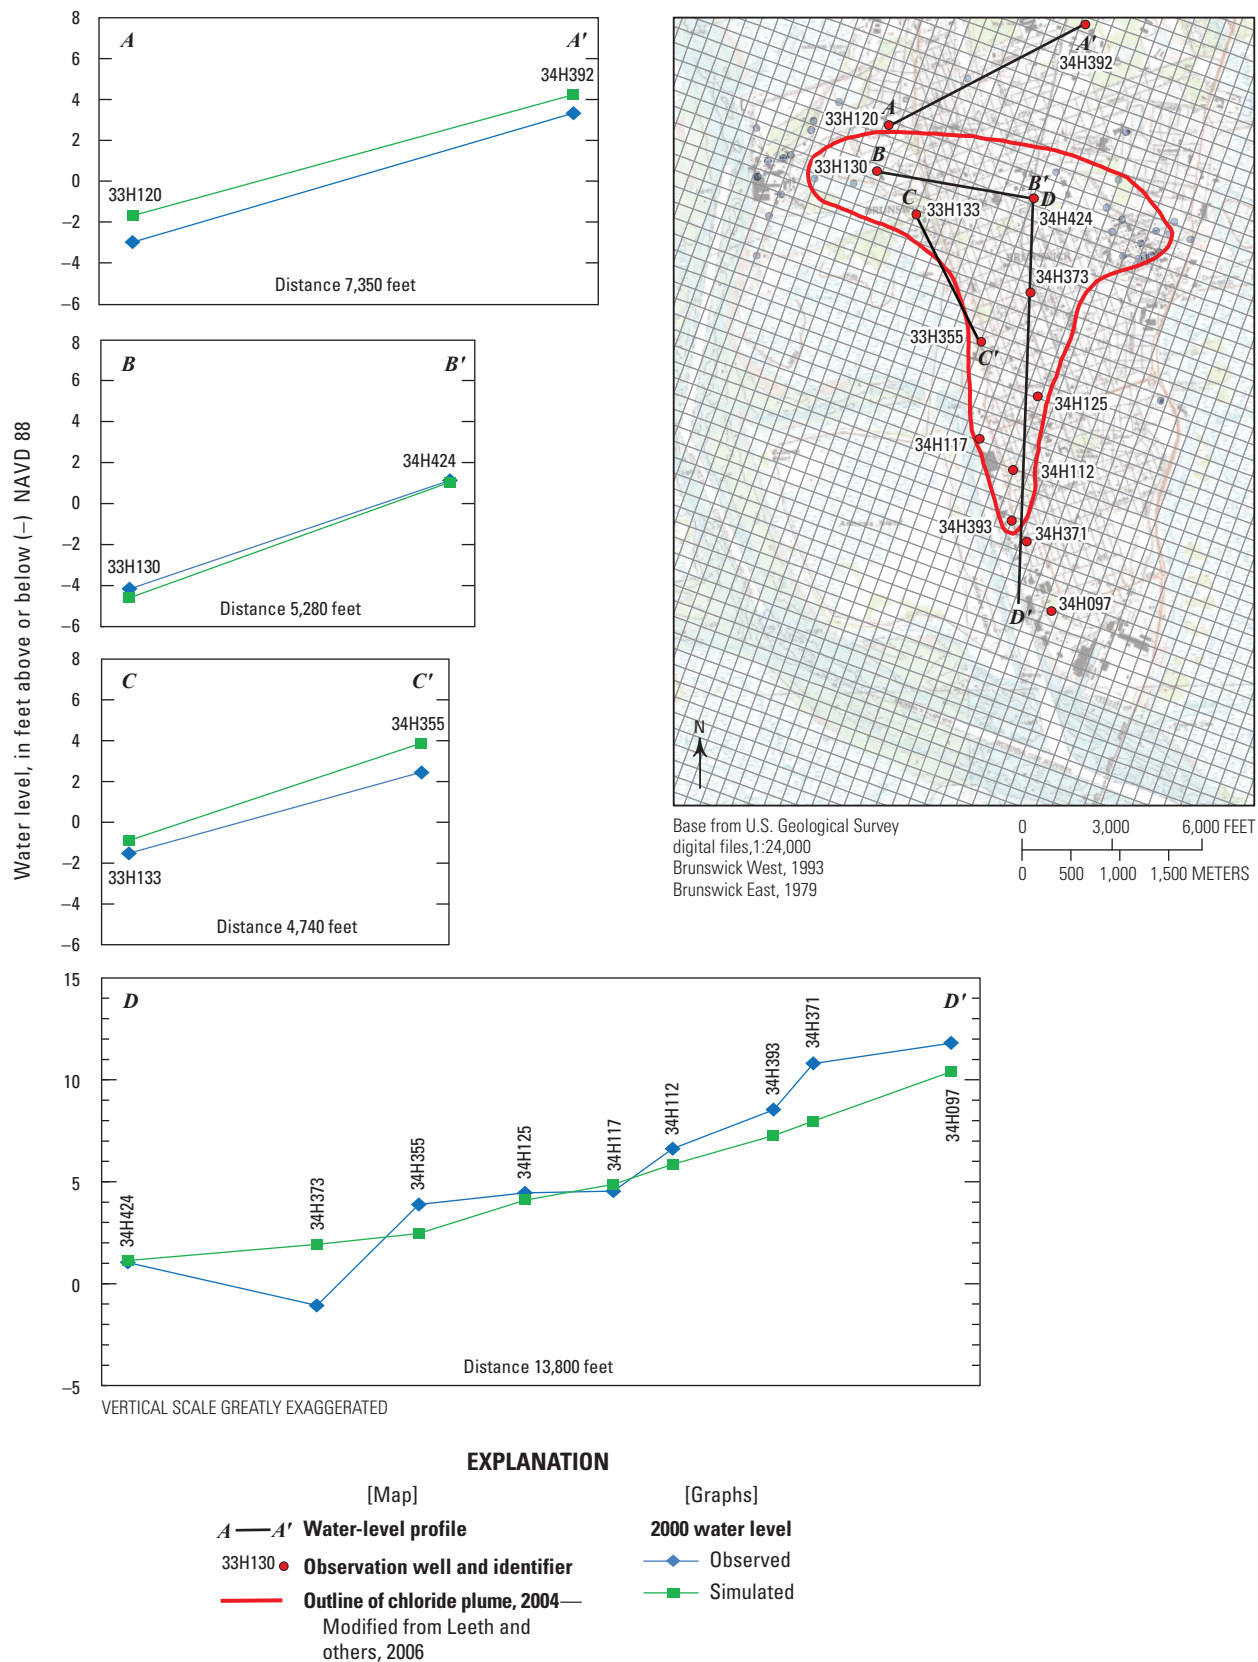 Water level, in feet above or below (–) NAVD 88
8
6
4
2
0
–2
–4
–6
A
A'
34H392
33H120
Distance 7,350 feet
8
6
4
2
0
–2
–4
–6
B
B'
34H424
33H130
Distance 5,280 feet
8
6
4
2
0
–2
–4
–6
C
C'
34H355
33H133
Distance 4,740 feet
15
10
5
0
–5
D
D'
34H424
34H373
34H355
34H125
34H117
34H112
34H393
34H371
34H097
Distance 13,800 feet
VERTICAL SCALE GREATLY EXAGGERATED
A'
34H392
A
33H120
B
33H130
B'
D
34H424
C
33H133
BRUNSWICK
34H373
33H355
C'
34H125
34H117
34H112
34H393
34H371
34H097
D'
N
Base from U.S. Geological Survey
digital files,1:24,000
Brunswick West, 1993
Brunswick East, 1979
0 3,000 6,000 FEET
0 500 1,000 1,500 METERS
EXPLANATION
[Map]
A A' Water-level profile
33H130 Observation well and identifier
Outline of chloride plume, 2004—
Modified from Leeth and
others, 2006
[Graphs]
2000 water level
Observed
Simulated